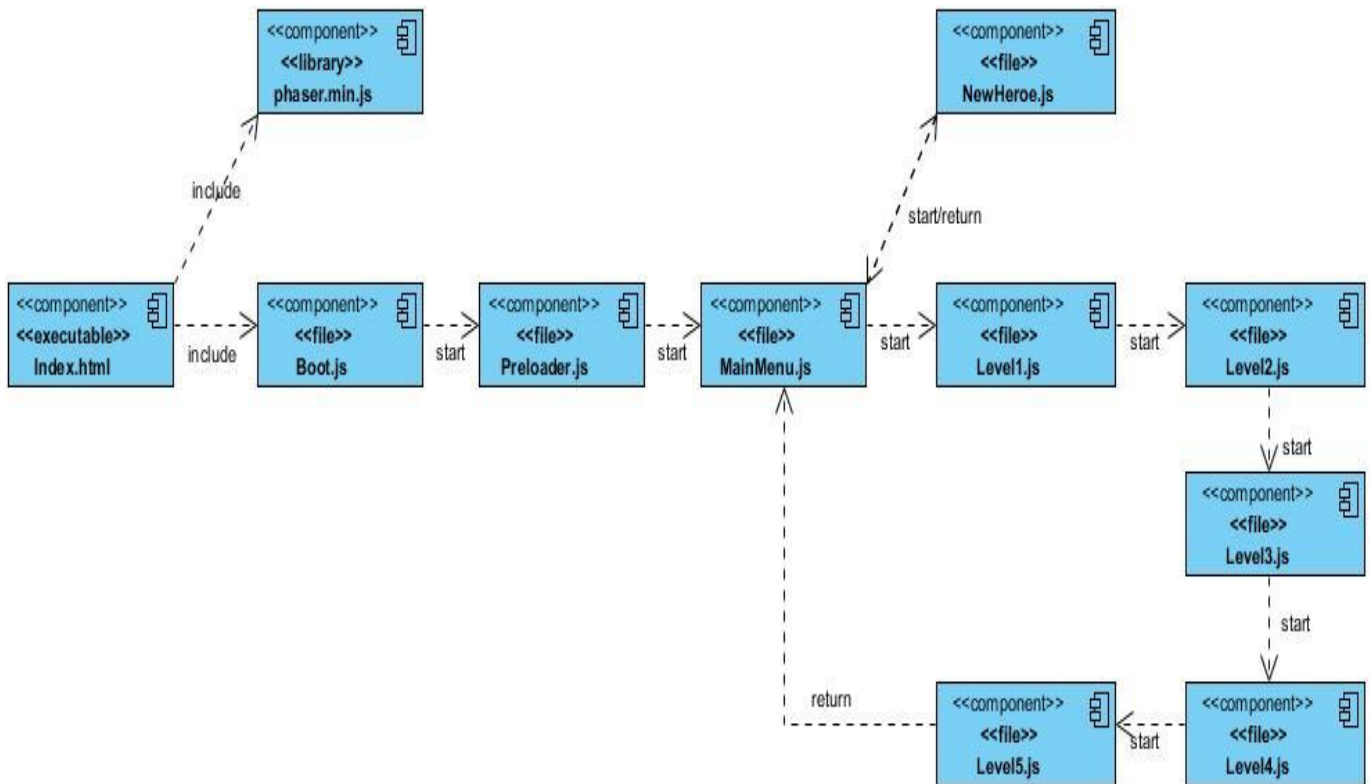 <<component>>
<<library>>
phaser.min.js
<<component>>
<<file>>
NewHeroe.js
include
start/return
<<component>>
<<executable>>
Index.html
include
<<component>>
<<file>>
Boot.js
start
<<component>>
<<file>>
Preloader.js
start
<<component>>
<<file>>
MainMenu.js
start
<<component>>
<<file>>
Level1.js
start
<<component>>
<<file>>
Level2.js
start
<<component>>
<<file>>
Level3.js
start
return
<<component>>
<<file>>
Level5.js
start
<<component>>
<<file>>
Level4.js